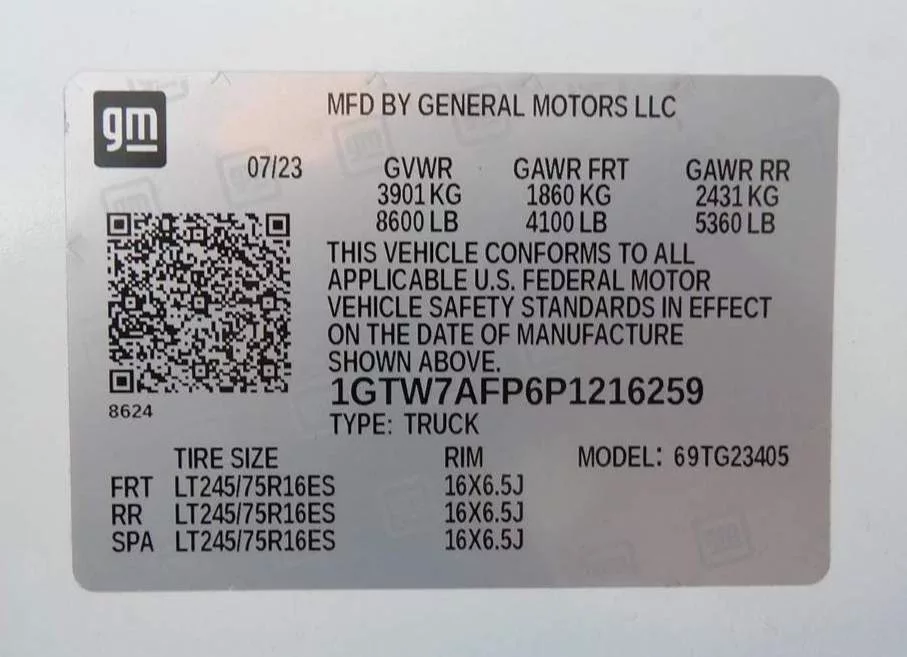 gm
MFD BY GENERAL MOTORS LLC
07/23 GVWR GAWR FRT GAWR RR
3901 KG 1860 KG 2431 KG
8600 LB 4100 LB 5360 LB
THIS VEHICLE CONFORMS TO ALL
APPLICABLE U.S. FEDERAL MOTOR
VEHICLE SAFETY STANDARDS IN EFFECT
ON THE DATE OF MANUFACTURE
SHOWN ABOVE.
1GTW7AFP6P1216259
8624
TYPE: TRUCK
TIRE SIZE RIM MODEL: 69TG23405
FRT LT245/75R16ES 16X6.5J
RR LT245/75R16ES 16X6.5J
SPA LT245/75R16ES 16X6.5J